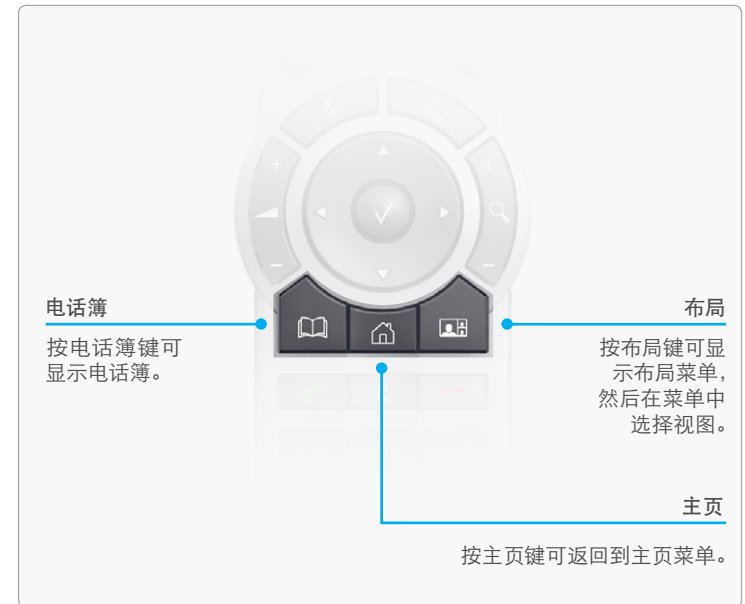 电话簿
按电话簿键可
显示电话簿。
布局
按布局键可显
示布局菜单，
然后在菜单中
选择视图。
主页
按主页键可返回到主页菜单。